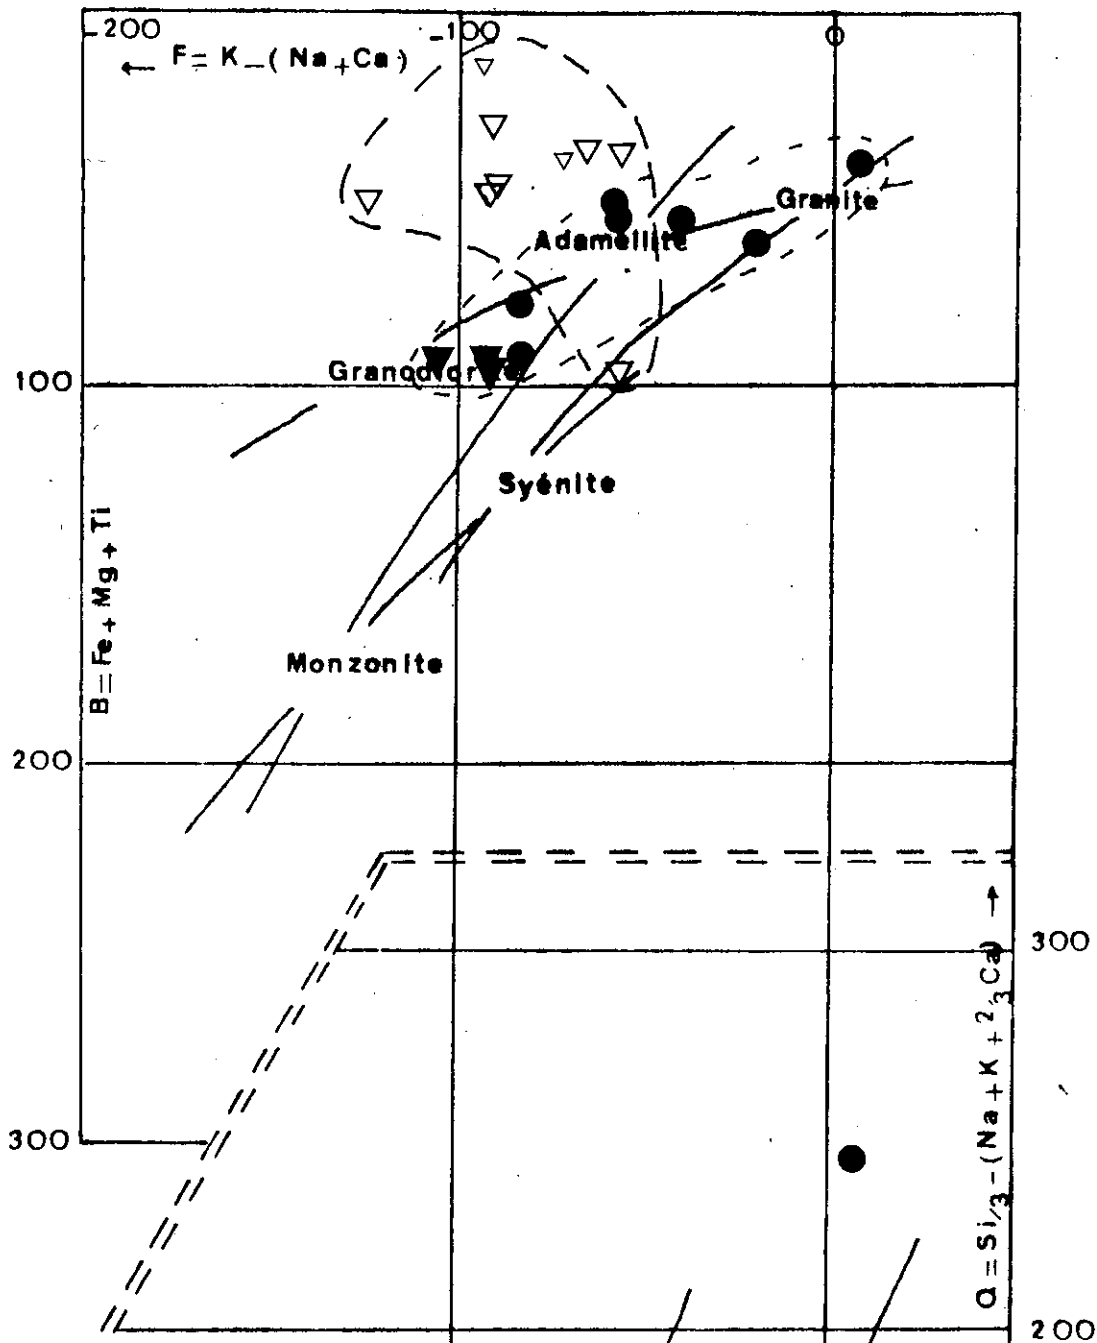 -200
-100
0
← F = K _ ( Na + Ca )
Granite
Adamellite
Granodiorite
100
Syénite
B = Fe + Mg + Ti
Monzonite
200
300
Q = Si/3 - ( Na + K + 2/3 Ca ) →
300
200